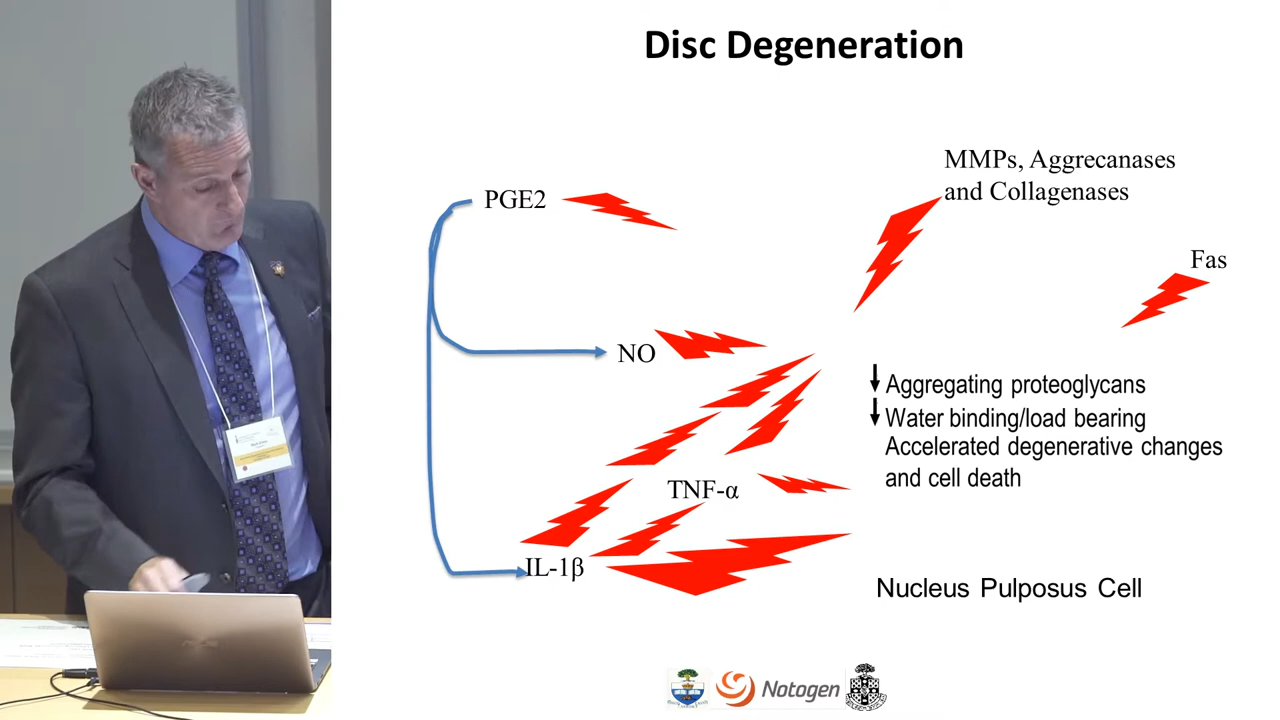 Disc Degeneration
MMPs, Aggrecanases
and Collagenases
PGE2
Fas
NO
Aggregating proteoglycans
Water binding/load bearing
Accelerated degenerative changes
and cell death
TNF-α
IL-1β
Nucleus Pulposus Cell
Notogen